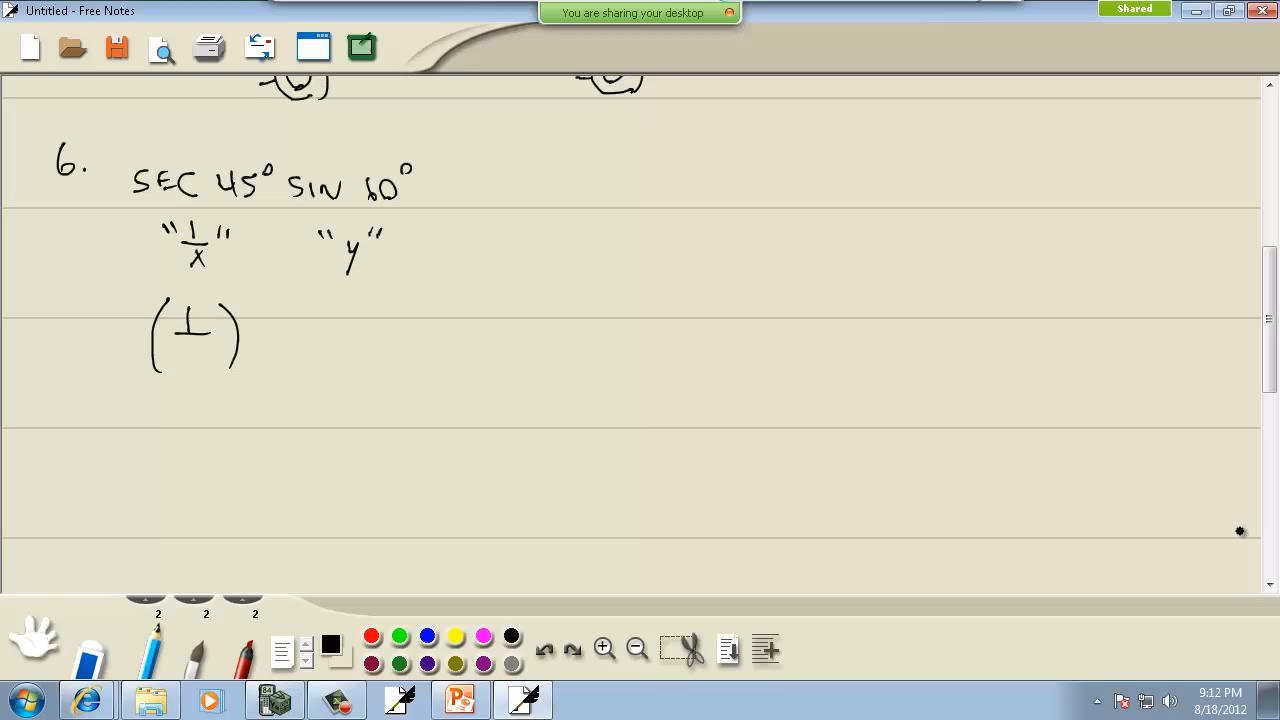 Untitled - Free Notes
You are sharing your desktop
Shared
6.
SEC 45° SIN 60°
"1/x" "y"
(1/ )
2 2 2
84
9:12 PM
8/18/2012